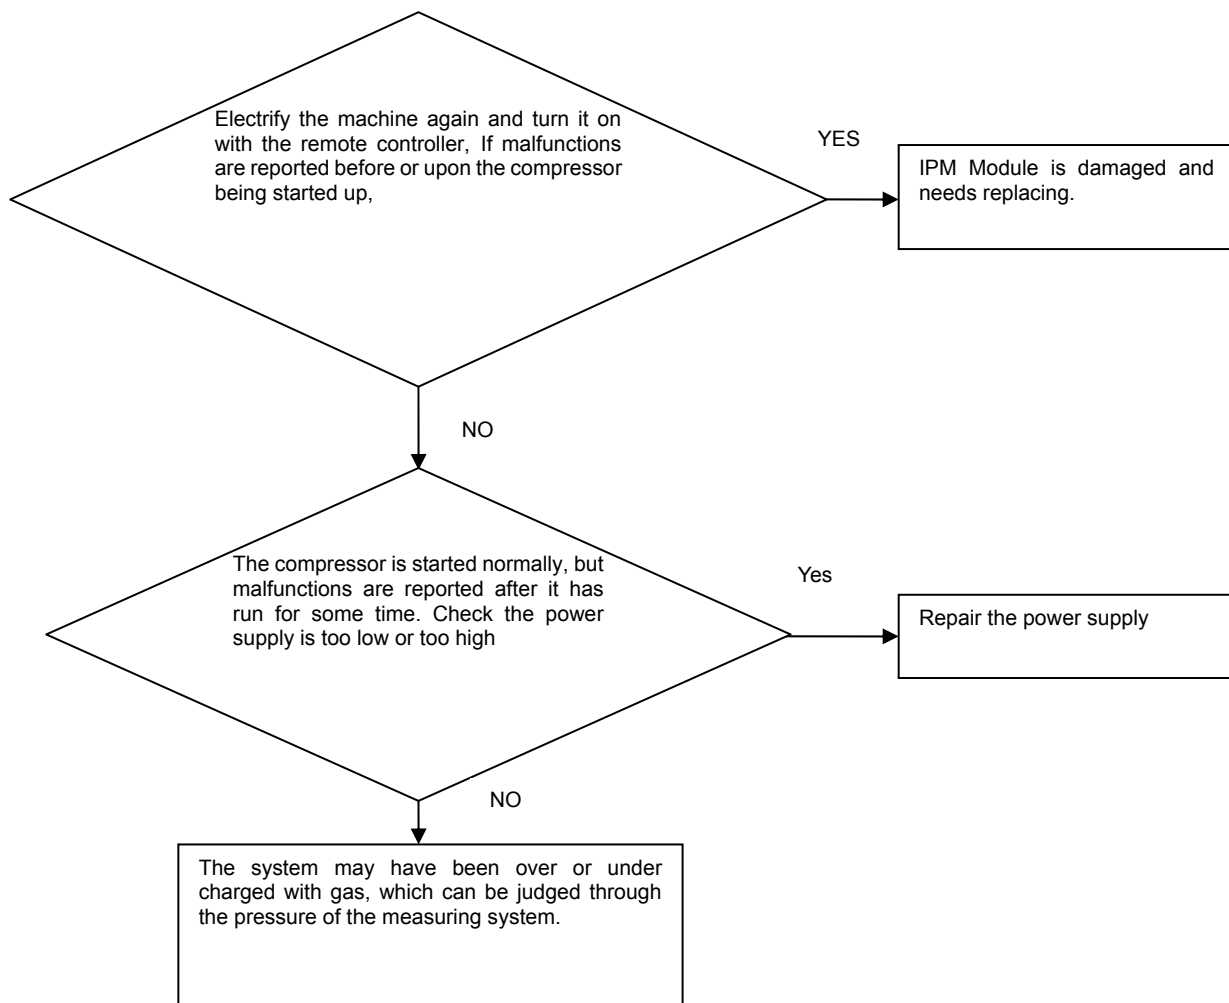 Electrify the machine again and turn it on
with the remote controller, If malfunctions
are reported before or upon the compressor
being started up,
YES
IPM Module is damaged and
needs replacing.
NO
The compressor is started normally, but
malfunctions are reported after it has
run for some time. Check the power
supply is too low or too high
Yes
Repair the power supply
NO
The system may have been over or under
charged with gas, which can be judged through
the pressure of the measuring system.